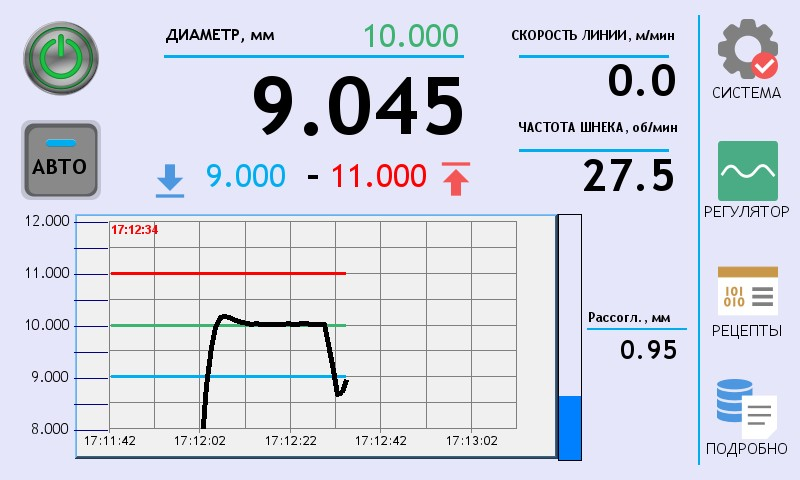 ДИАМЕТР, мм
10.000
9.045
9.000 - 11.000
СКОРОСТЬ ЛИНИИ, м/мин
0.0
ЧАСТОТА ШНЕКА, об/мин
27.5
АВТО
СИСТЕМА
РЕГУЛЯТОР
101
010
РЕЦЕПТЫ
ПОДРОБНО
12.000
11.000
10.000
9.000
8.000
17:12:34
17:11:42 17:12:02 17:12:22 17:12:42 17:13:02
Рассогл., мм
0.95